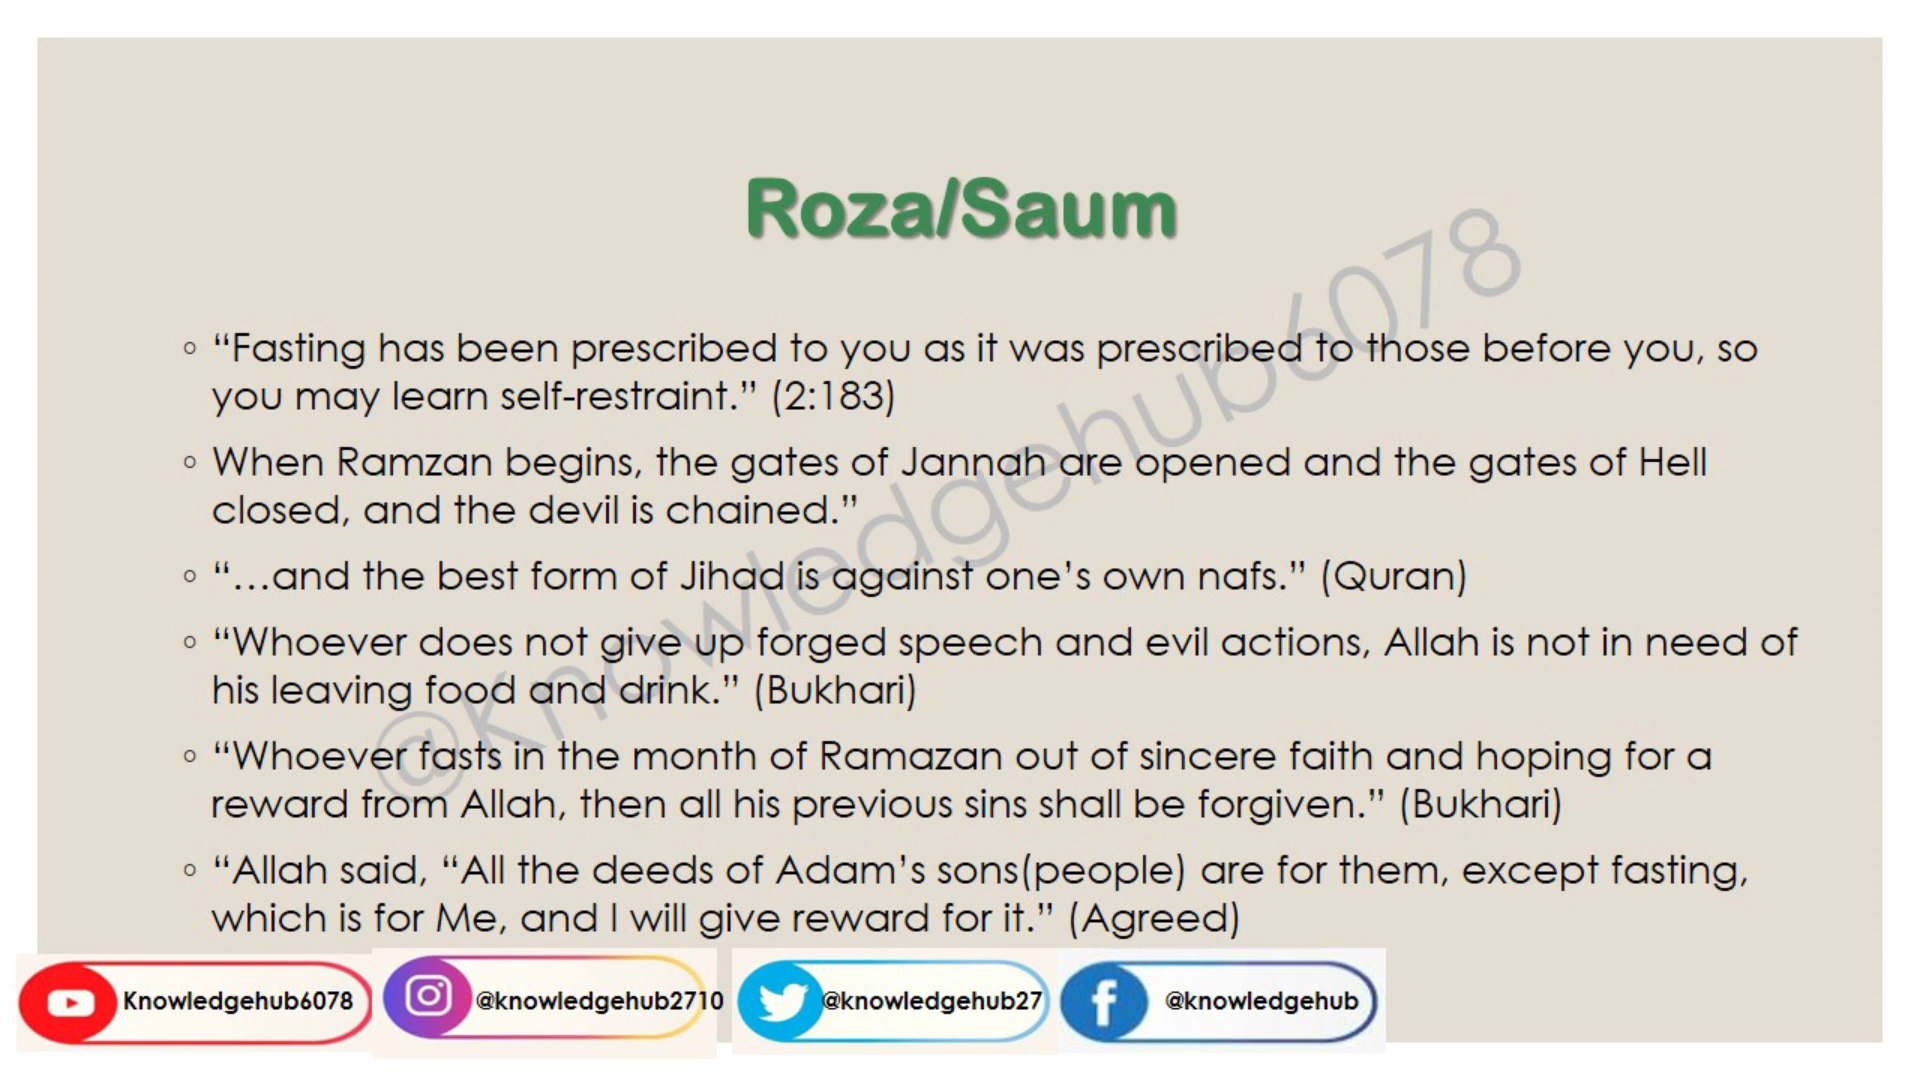 Roza/Saum
◦ “Fasting has been prescribed to you as it was prescribed to those before you, so
you may learn self-restraint.” (2:183)
◦ When Ramzan begins, the gates of Jannah are opened and the gates of Hell
closed, and the devil is chained.”
◦ “…and the best form of Jihad is against one’s own nafs.” (Quran)
◦ “Whoever does not give up forged speech and evil actions, Allah is not in need of
his leaving food and drink.” (Bukhari)
◦ “Whoever fasts in the month of Ramazan out of sincere faith and hoping for a
reward from Allah, then all his previous sins shall be forgiven.” (Bukhari)
◦ “Allah said, “All the deeds of Adam’s sons(people) are for them, except fasting,
which is for Me, and I will give reward for it.” (Agreed)
@Knowledgehub6078
Knowledgehub6078
@knowledgehub2710
@knowledgehub27
@knowledgehub